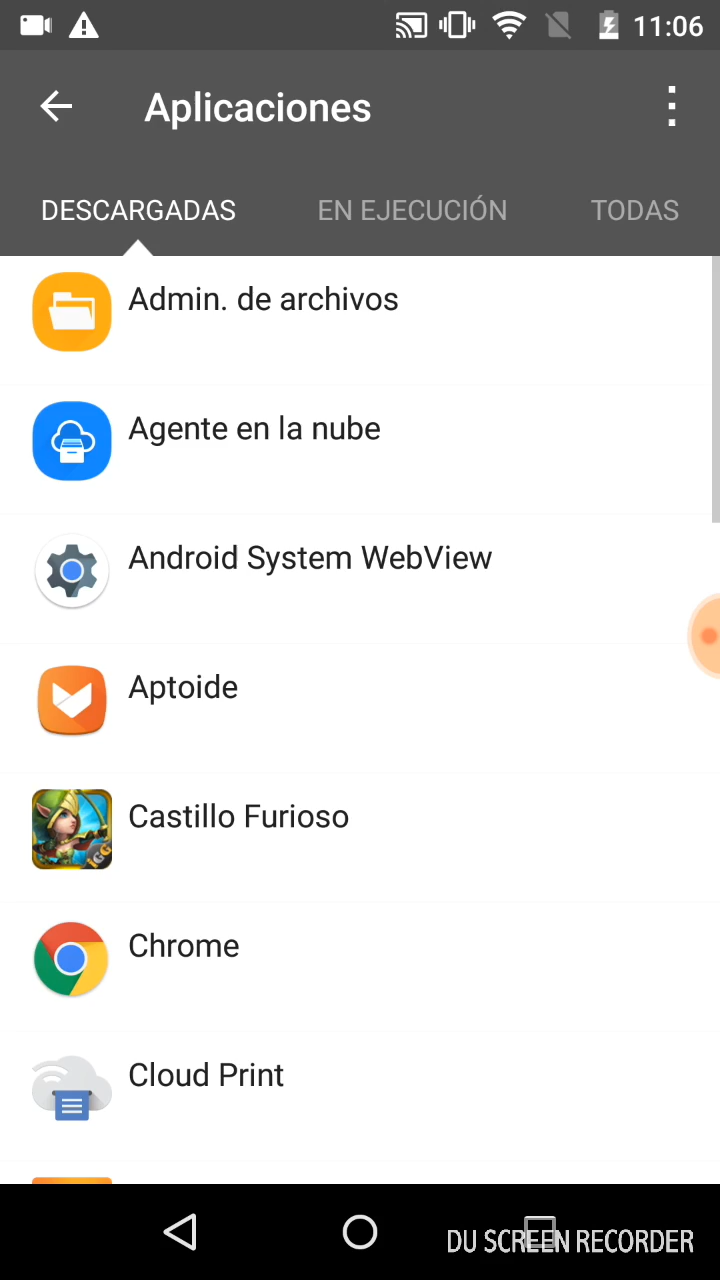 11:06
Aplicaciones
DESCARGADAS EN EJECUCIÓN TODAS
Admin. de archivos
Agente en la nube
Android System WebView
Aptoide
IGG
Castillo Furioso
Chrome
Cloud Print
DU SCREEN RECORDER